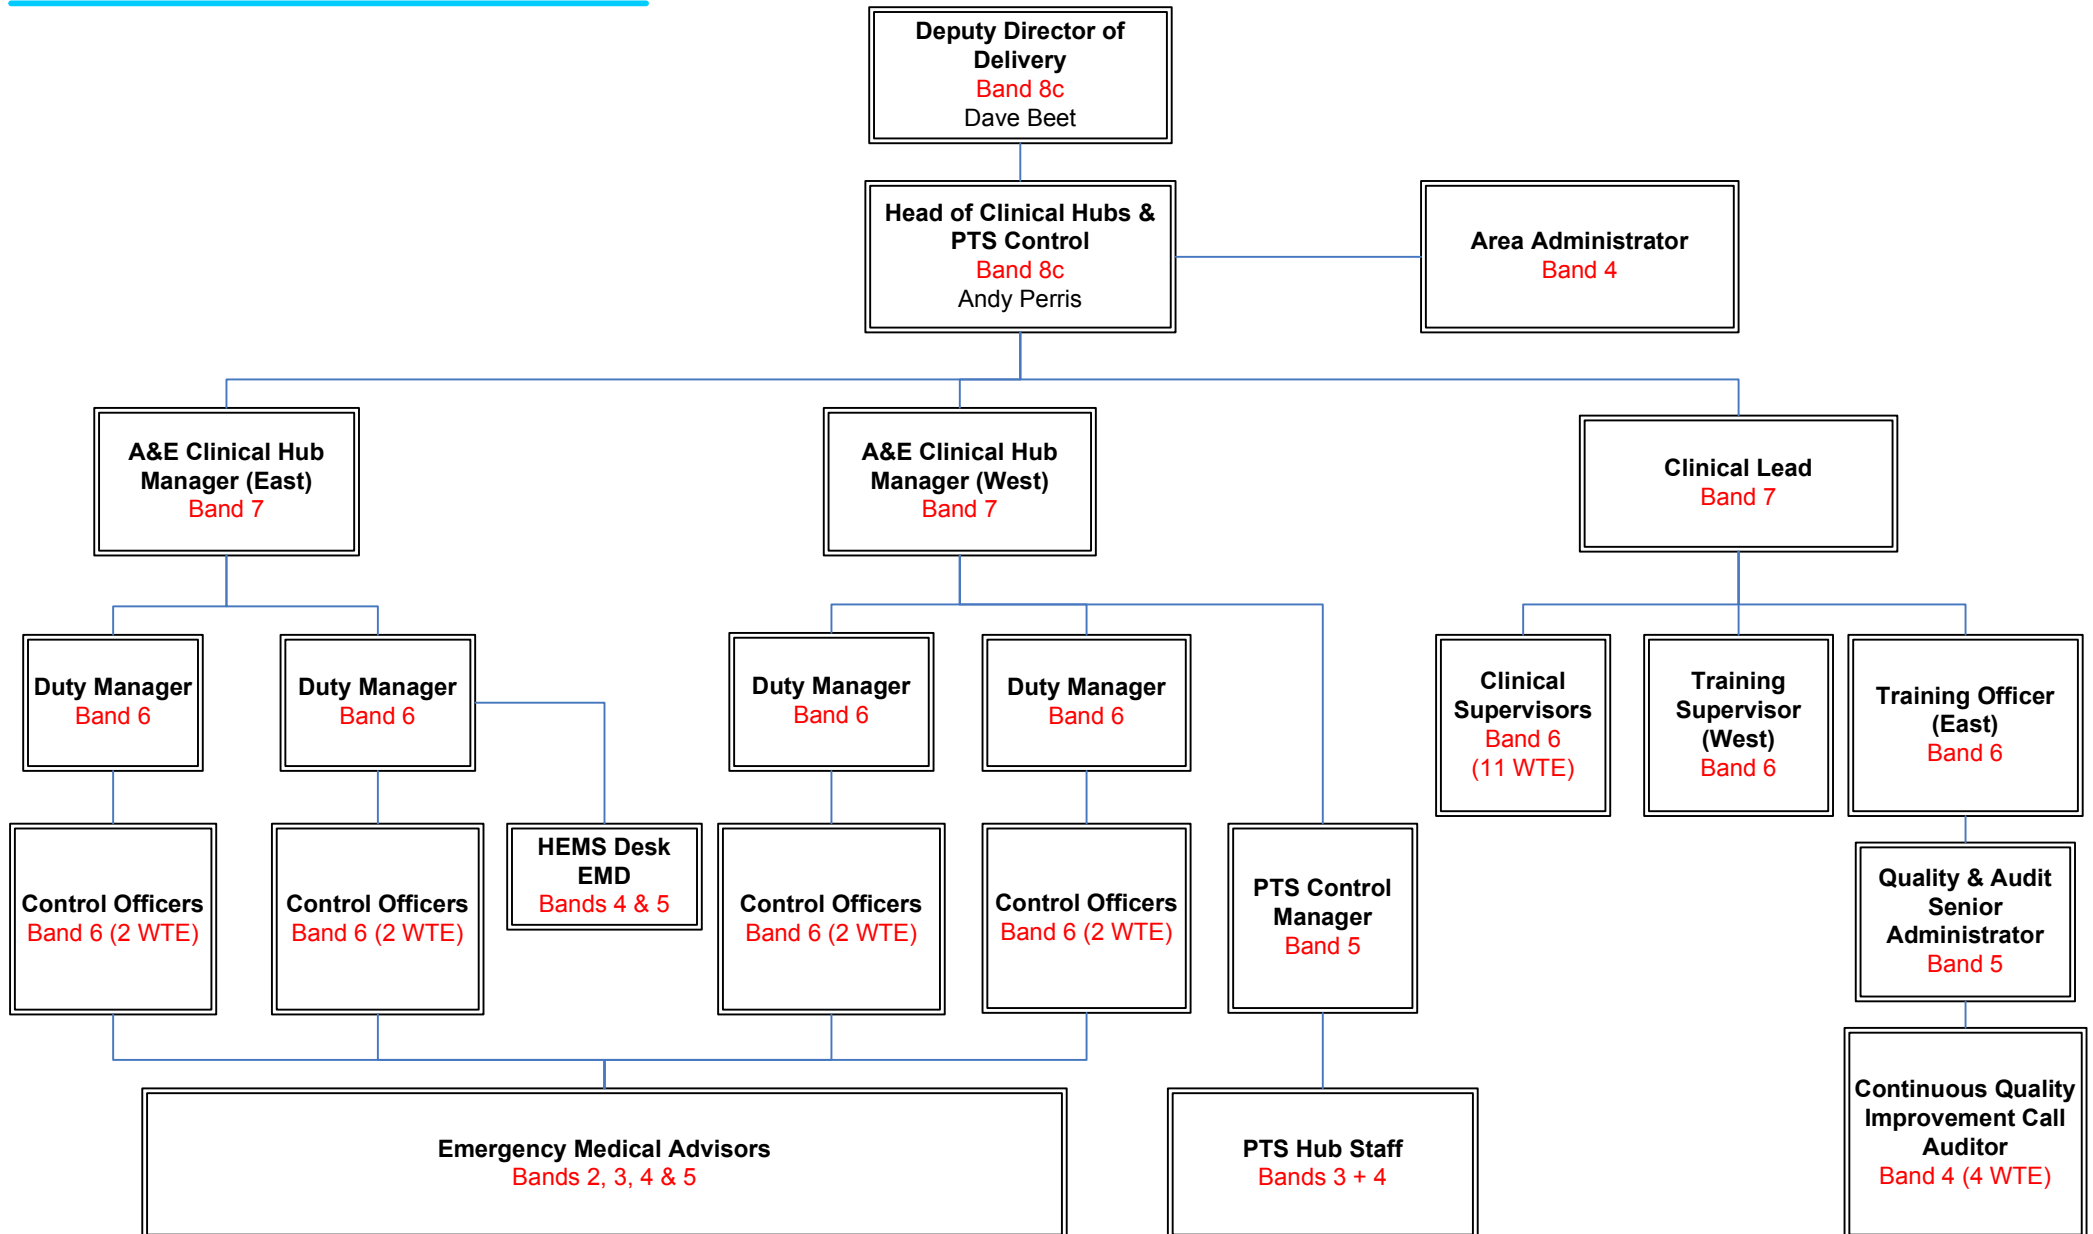 Deputy Director of
Delivery
Band 8c
Dave Beet
Head of Clinical Hubs &
PTS Control
Band 8c
Andy Perris
Area Administrator
Band 4
A&E Clinical Hub
Manager (East)
Band 7
A&E Clinical Hub
Manager (West)
Band 7
Clinical Lead
Band 7
Duty Manager
Band 6
Duty Manager
Band 6
Duty Manager
Band 6
Duty Manager
Band 6
Clinical
Supervisors
Band 6
(11 WTE)
Training
Supervisor
(West)
Band 6
Training Officer
(East)
Band 6
Control Officers
Band 6 (2 WTE)
Control Officers
Band 6 (2 WTE)
HEMS Desk
EMD
Bands 4 & 5
Control Officers
Band 6 (2 WTE)
Control Officers
Band 6 (2 WTE)
PTS Control
Manager
Band 5
Quality & Audit
Senior
Administrator
Band 5
Emergency Medical Advisors
Bands 2, 3, 4 & 5
PTS Hub Staff
Bands 3 + 4
Continuous Quality
Improvement Call
Auditor
Band 4 (4 WTE)